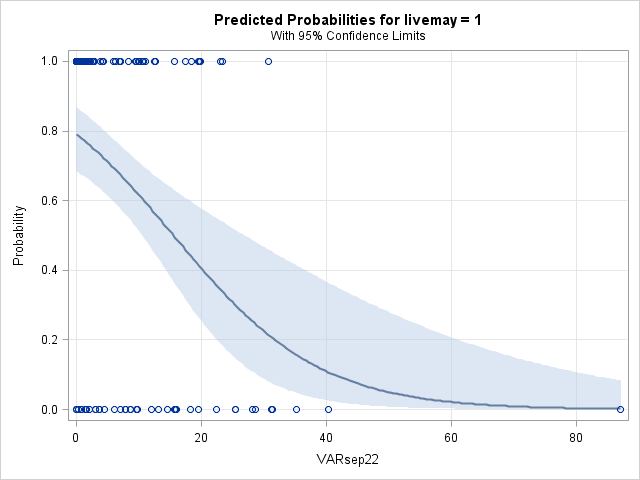 Predicted Probabilities for livemay = 1
With 95% Confidence Limits
1.0
0.8
0.6
0.4
0.2
0.0
Probability
0 20 40 60 80
VARsep22